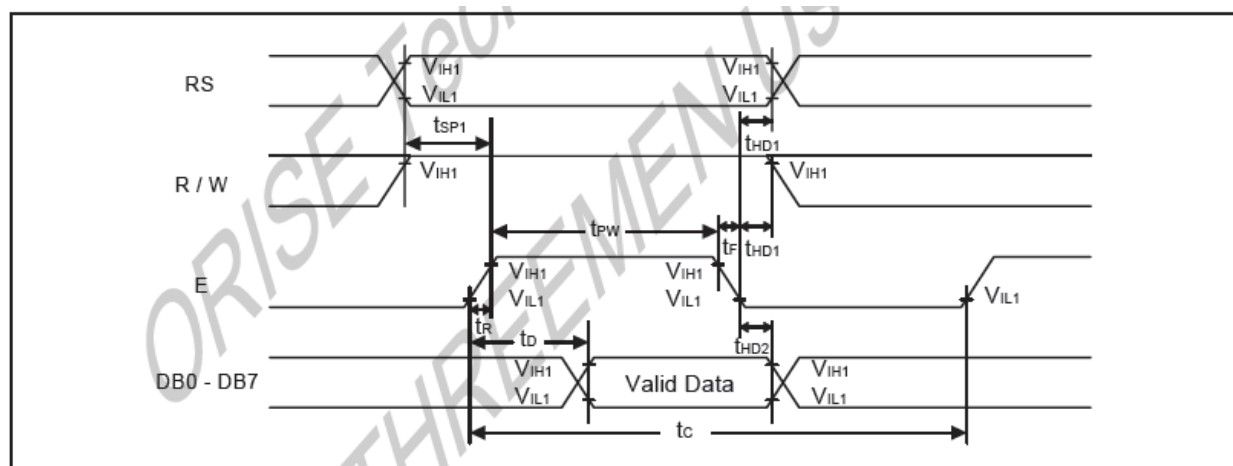 ORISE Tec
THREEMEN Us
RS
VIH1
VIL1
VIH1
VIL1
tSP1
tHD1
R / W
VIH1
VIH1
tPW
tF
tHD1
E
VIH1
VIL1
VIH1
VIL1
VIL1
tR
tD
tHD2
DB0 - DB7
VIH1
VIL1
Valid Data
VIH1
VIL1
tC